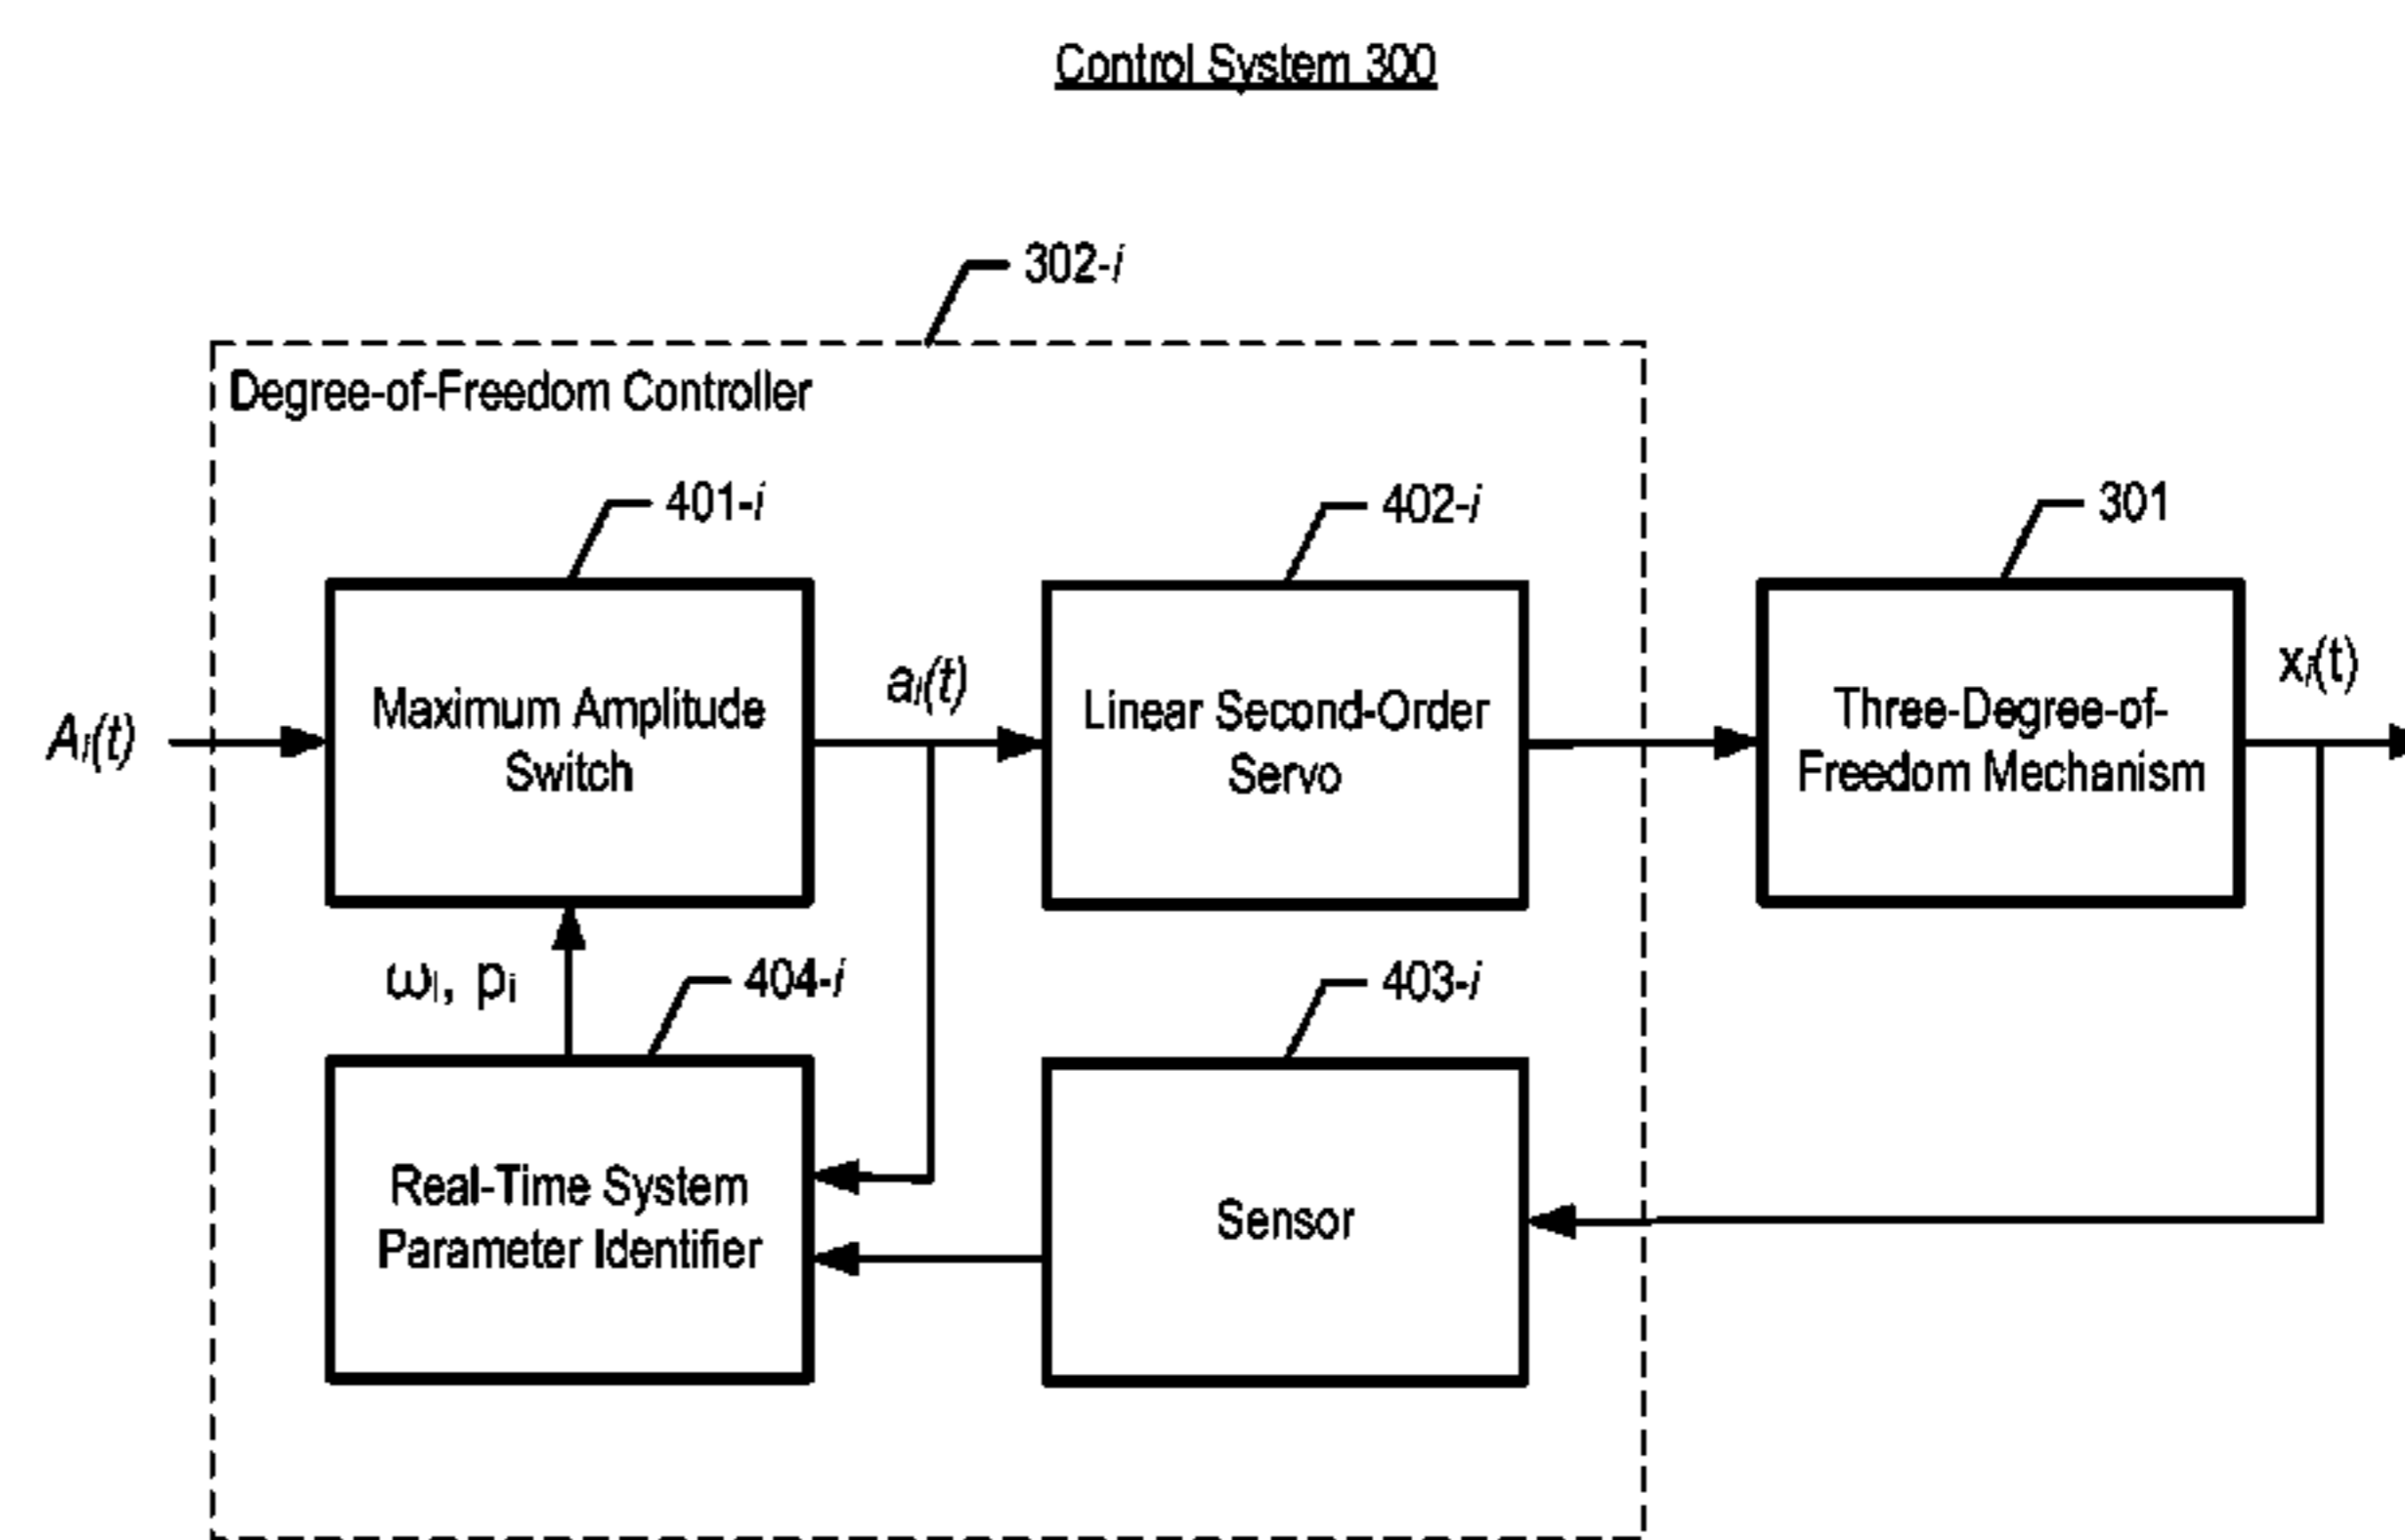 Control System 300
302-i
Degree-of-Freedom Controller
401-i
402-i
301
Aᵢ(t)
Maximum Amplitude
Switch
aᵢ(t)
Linear Second-Order
Servo
Three-Degree-of-
Freedom Mechanism
xᵢ(t)
ωᵢ, pᵢ
404-i
403-i
Real-Time System
Parameter Identifier
Sensor